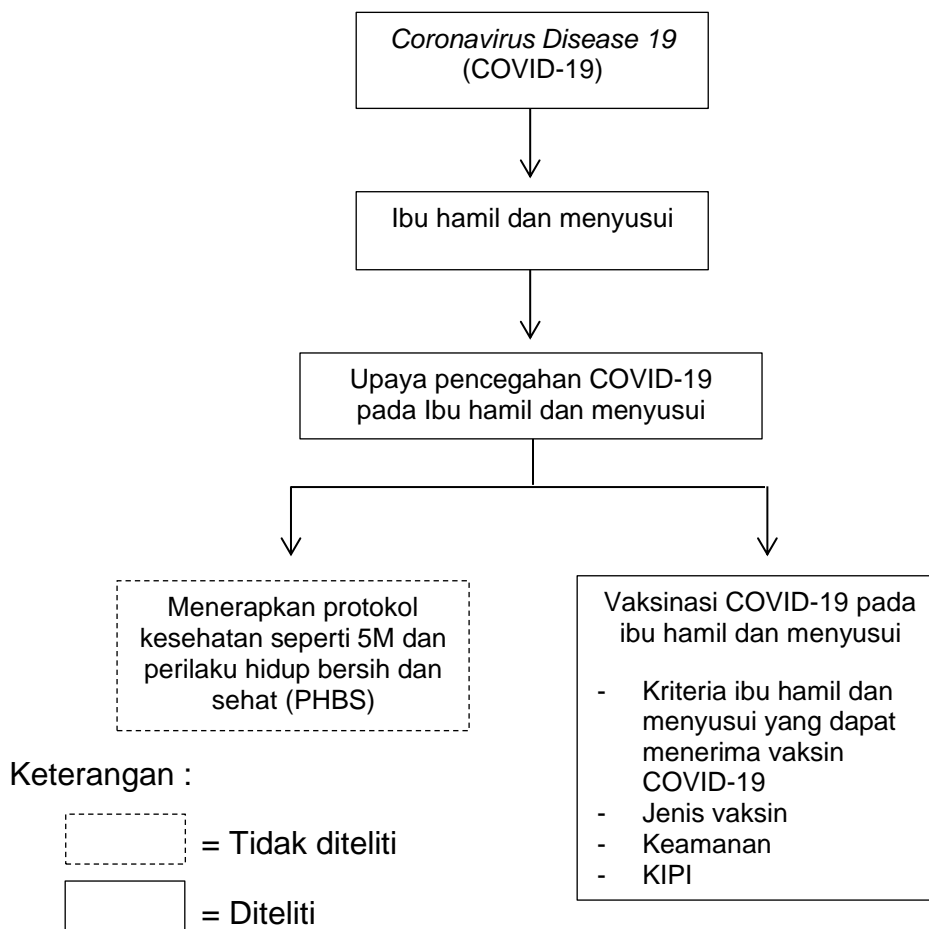 Coronavirus Disease 19
(COVID-19)
Ibu hamil dan menyusui
Upaya pencegahan COVID-19
pada Ibu hamil dan menyusui
Menerapkan protokol
kesehatan seperti 5M dan
perilaku hidup bersih dan
sehat (PHBS)
Vaksinasi COVID-19 pada
ibu hamil dan menyusui
- Kriteria ibu hamil dan
menyusui yang dapat
menerima vaksin
COVID-19
- Jenis vaksin
- Keamanan
- KIPI
Keterangan :
= Tidak diteliti
= Diteliti